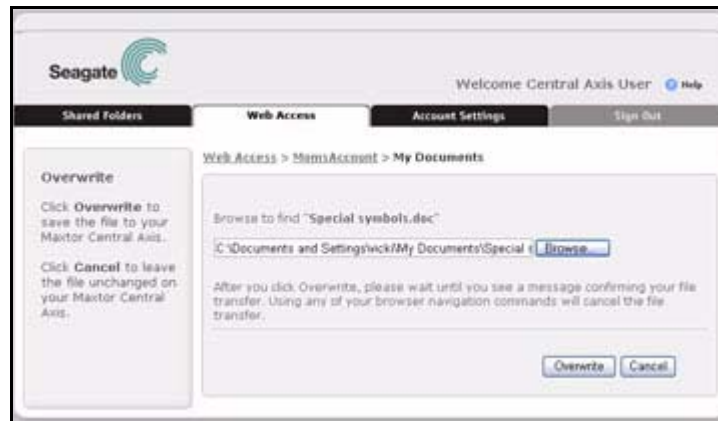 Seagate
Welcome Central Axis User Help
Shared Folders Web Access Account Settings Sign Out
Web Access > MomsAccount > My Documents
Overwrite
Click Overwrite to
save the file to your
Maxtor Central Axis.
Click Cancel to leave
the file unchanged on
your Maxtor Central
Axis.
Browse to find "Special symbols.doc"
C:\Documents and Settings\vicki\My Documents\Special Browse...
After you click Overwrite, please wait until you see a message confirming your file
transfer. Using any of your browser navigation commands will cancel the file
transfer.
Overwrite Cancel